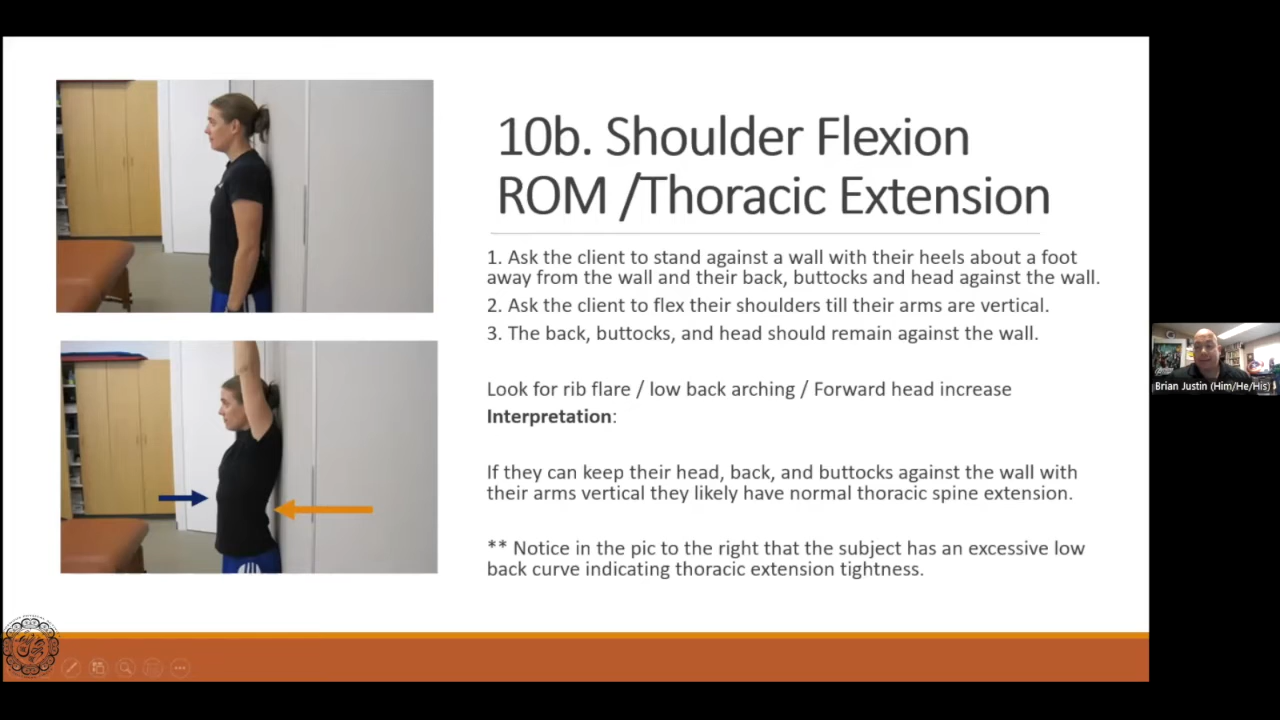 10b. Shoulder Flexion
ROM /Thoracic Extension
1. Ask the client to stand against a wall with their heels about a foot
away from the wall and their back, buttocks and head against the wall.
2. Ask the client to flex their shoulders till their arms are vertical.
3. The back, buttocks, and head should remain against the wall.
Look for rib flare / low back arching / Forward head increase
Interpretation:
If they can keep their head, back, and buttocks against the wall with
their arms vertical they likely have normal thoracic spine extension.
** Notice in the pic to the right that the subject has an excessive low
back curve indicating thoracic extension tightness.
Brian Justin (Him/He/His)